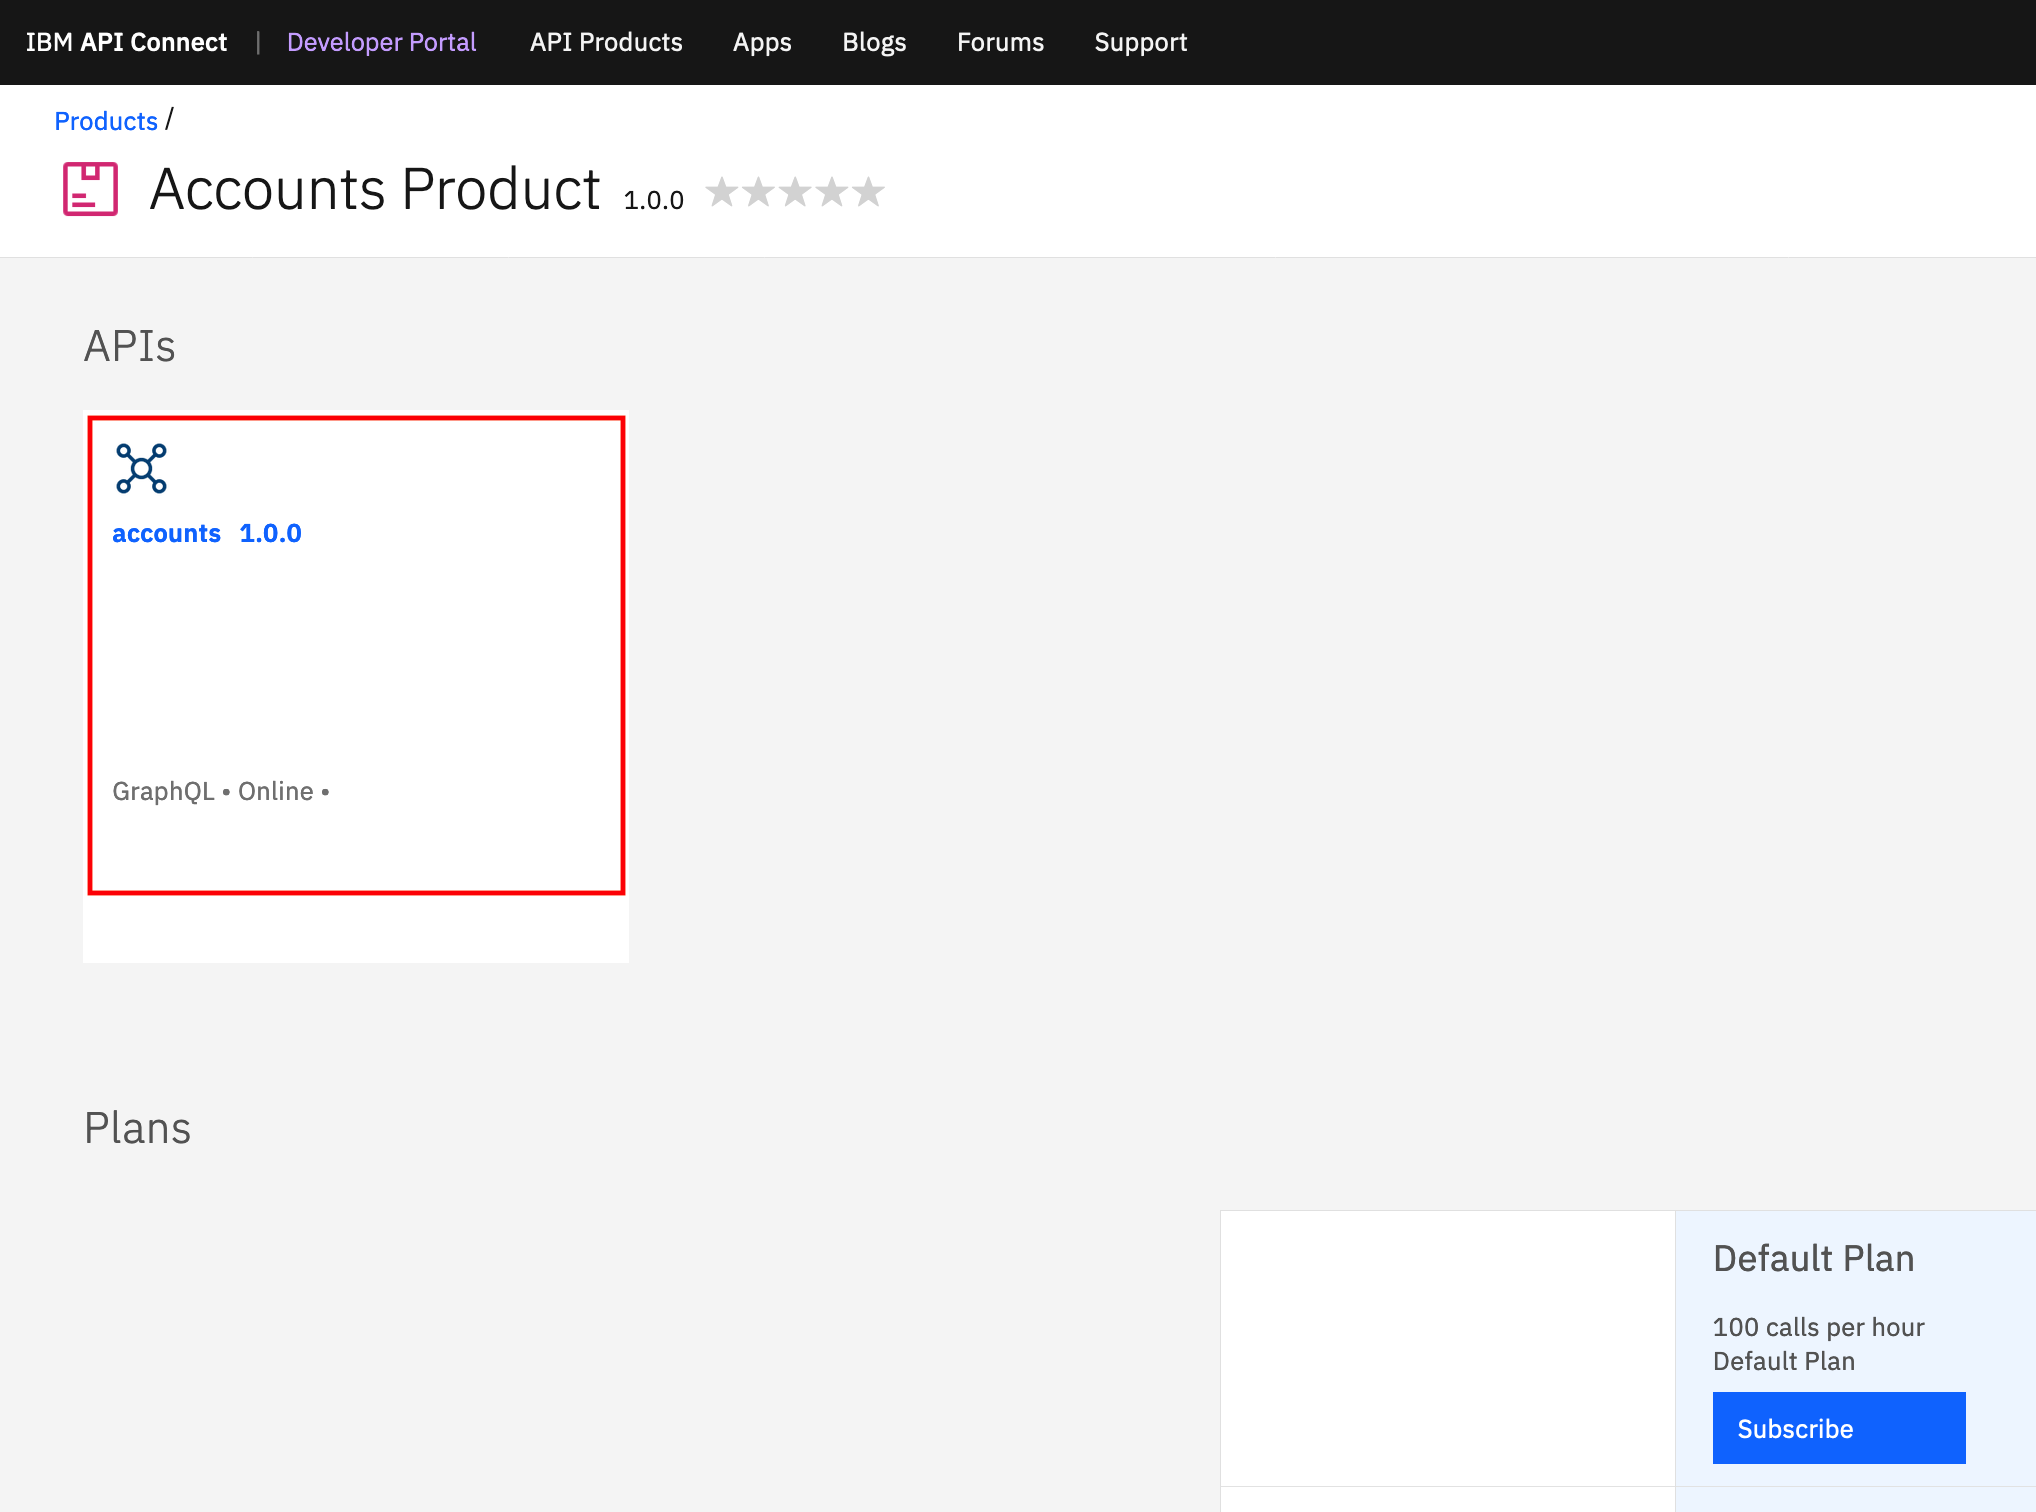 IBM API Connect | Developer Portal API Products Apps Blogs Forums Support
Products /
Accounts Product 1.0.0
APIs
accounts 1.0.0
GraphQL • Online •
Plans
Default Plan
100 calls per hour
Default Plan
Subscribe